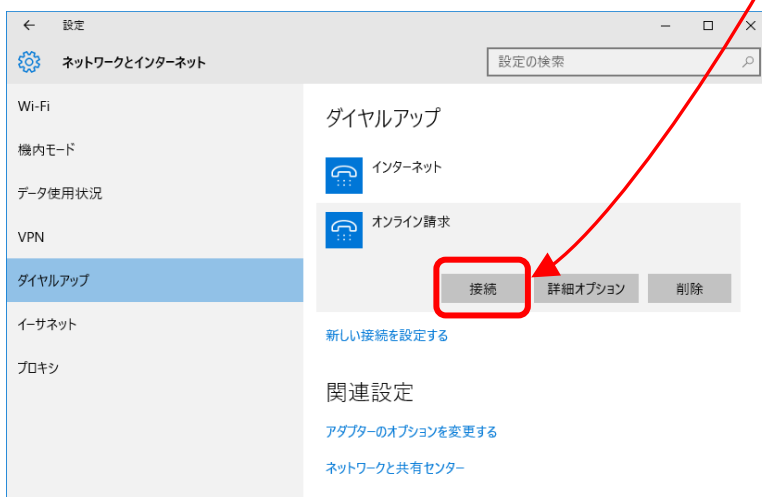 設定
ネットワークとインターネット
設定の検索
Wi-Fi
機内モード
データ使用状況
VPN
ダイヤルアップ
イーサネット
プロキシ
ダイヤルアップ
インターネット
オンライン請求
接続
詳細オプション
削除
新しい接続を設定する
関連設定
アダプターのオプションを変更する
ネットワークと共有センター